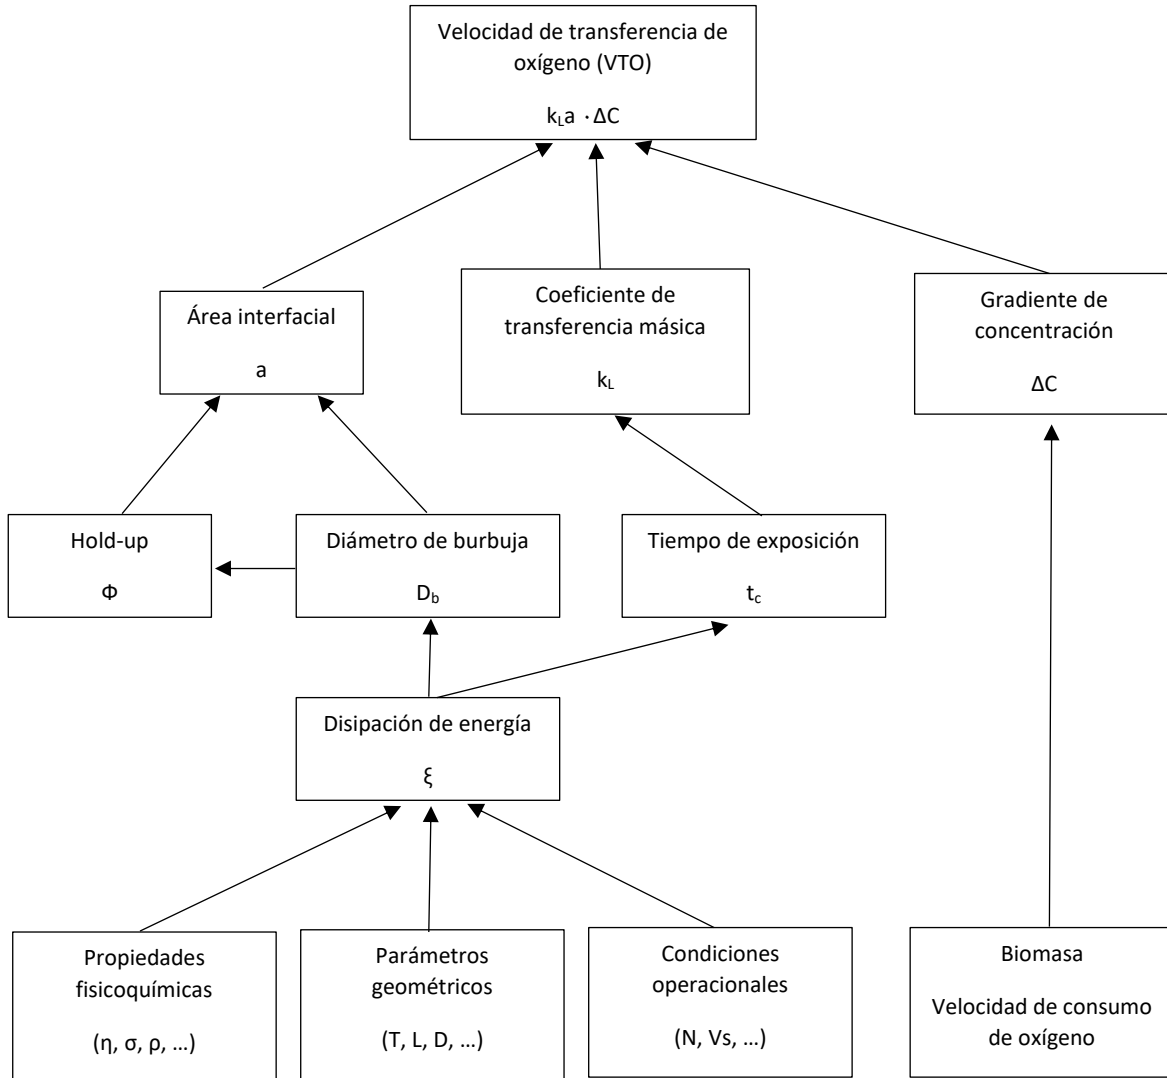 Velocidad de transferencia de
oxígeno (VTO)
kLa · ΔC
Área interfacial
a
Coeficiente de
transferencia másica
kL
Gradiente de
concentración
ΔC
Hold-up
Φ
Diámetro de burbuja
Db
Tiempo de exposición
tc
Disipación de energía
ξ
Propiedades
fisicoquímicas
(η, σ, ρ, …)
Parámetros
geométricos
(T, L, D, …)
Condiciones
operacionales
(N, Vs, …)
Biomasa
Velocidad de consumo
de oxígeno